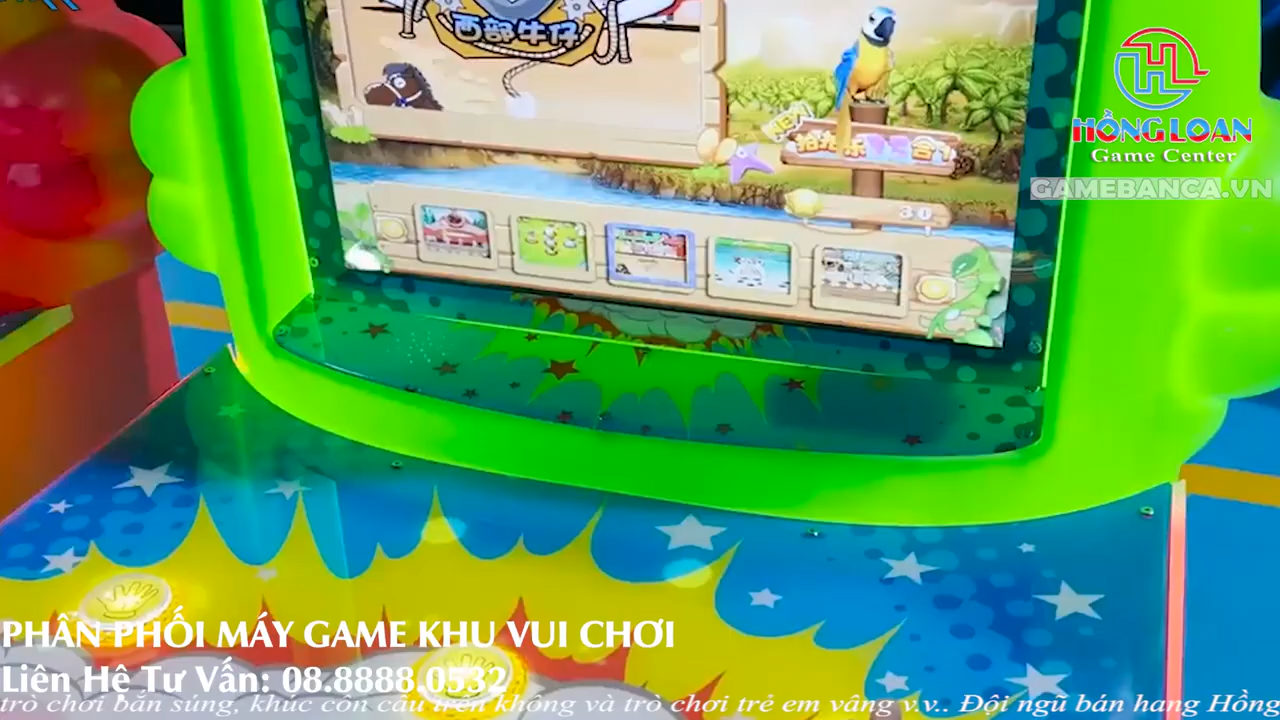 西部牛仔
HỒNG LOAN
Game Center
GAMEBANCA.VN
NEW
30
PHÂN PHỐI MÁY GAME KHU VUI CHƠI
Liên Hệ Tư Vấn: 08.8888.0532
trò chơi bắn súng, khúc côn cầu trên không và trò chơi trẻ em vâng v.v.. Đội ngũ bán hang Hồng